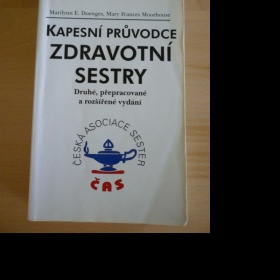 Marilynn E. Doenges, Mary Frances Moorhouse
KAPESNÍ PRŮVODCE
ZDRAVOTNÍ
SESTRY
Druhé, přepracované
a rozšířené vydání
ČESKÁ ASOCIACE SESTER
ČAS